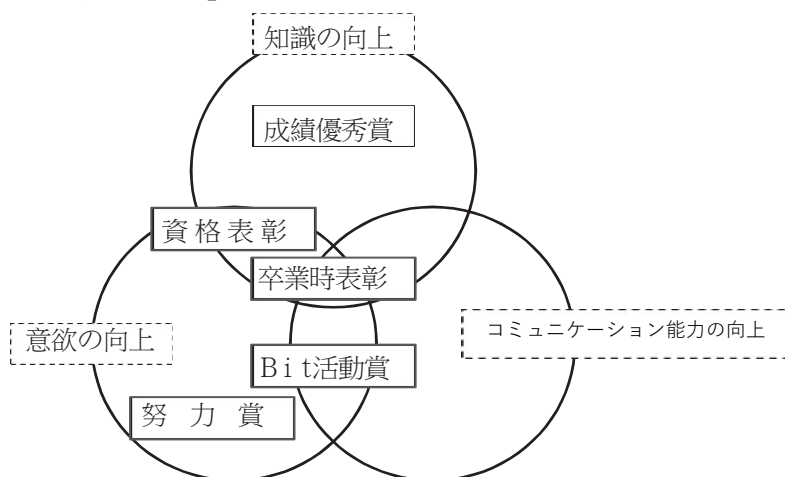 知識の向上
成績優秀賞
資格表彰
卒業時表彰
意欲の向上
コミュニケーション能力の向上
Bit活動賞
努力賞